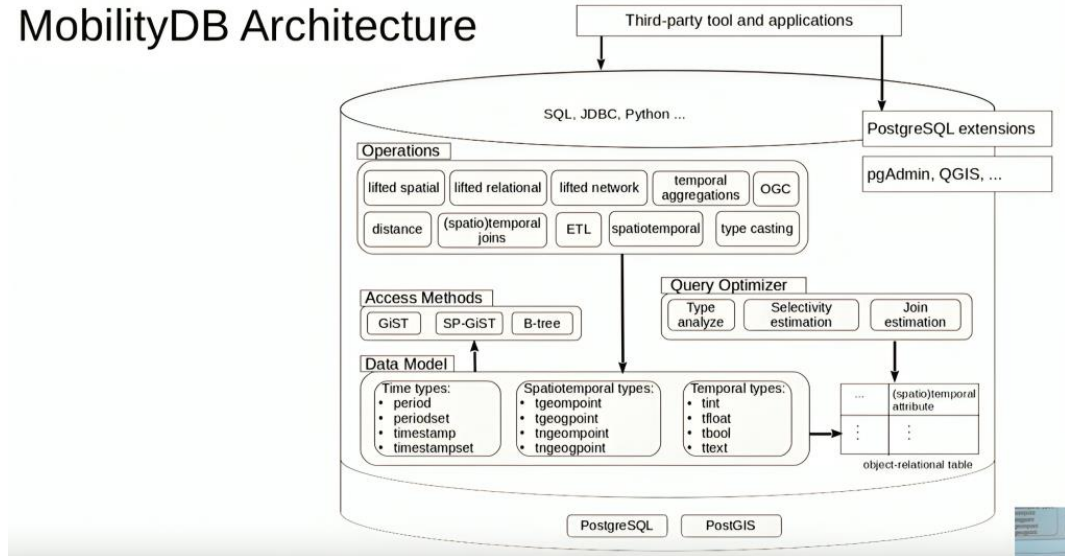 MobilityDB Architecture
Third-party tool and applications
SQL, JDBC, Python ...
PostgreSQL extensions
pgAdmin, QGIS, ...
Operations
lifted spatial
lifted relational
lifted network
temporal
aggregations
OGC
distance
(spatio)temporal
joins
ETL
spatiotemporal
type casting
Access Methods
GiST
SP-GiST
B-tree
Query Optimizer
Type
analyze
Selectivity
estimation
Join
estimation
Data Model
Time types:
• period
• periodset
• timestamp
• timestampset
Spatiotemporal types:
• tgeompoint
• tgeogpoint
• tngeompoint
• tngeogpoint
Temporal types:
• tint
• tfloat
• tbool
• ttext
...
(spatio)temporal
attribute
⋮
⋮
object-relational table
PostgreSQL
PostGIS